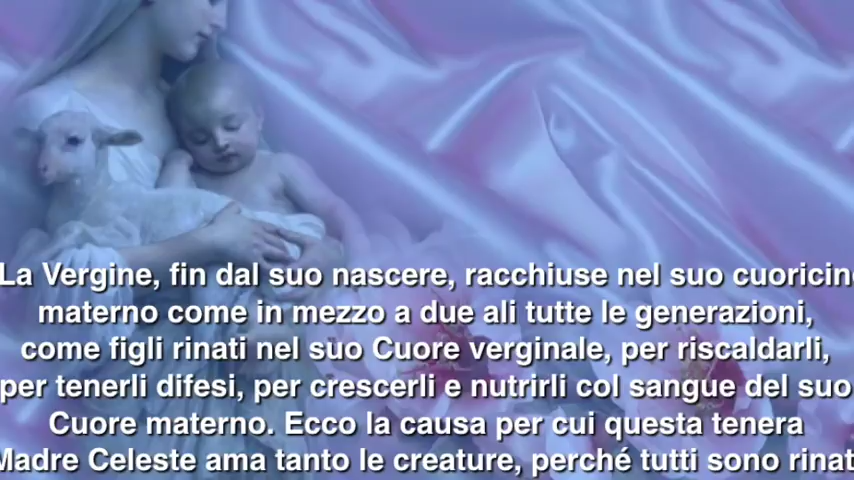 La Vergine, fin dal suo nascere, racchiuse nel suo cuoricin
materno come in mezzo a due ali tutte le generazioni,
come figli rinati nel suo Cuore verginale, per riscaldarli,
per tenerli difesi, per crescerli e nutrirli col sangue del suo
Cuore materno. Ecco la causa per cui questa tenera
Madre Celeste ama tanto le creature, perché tutti sono rinat